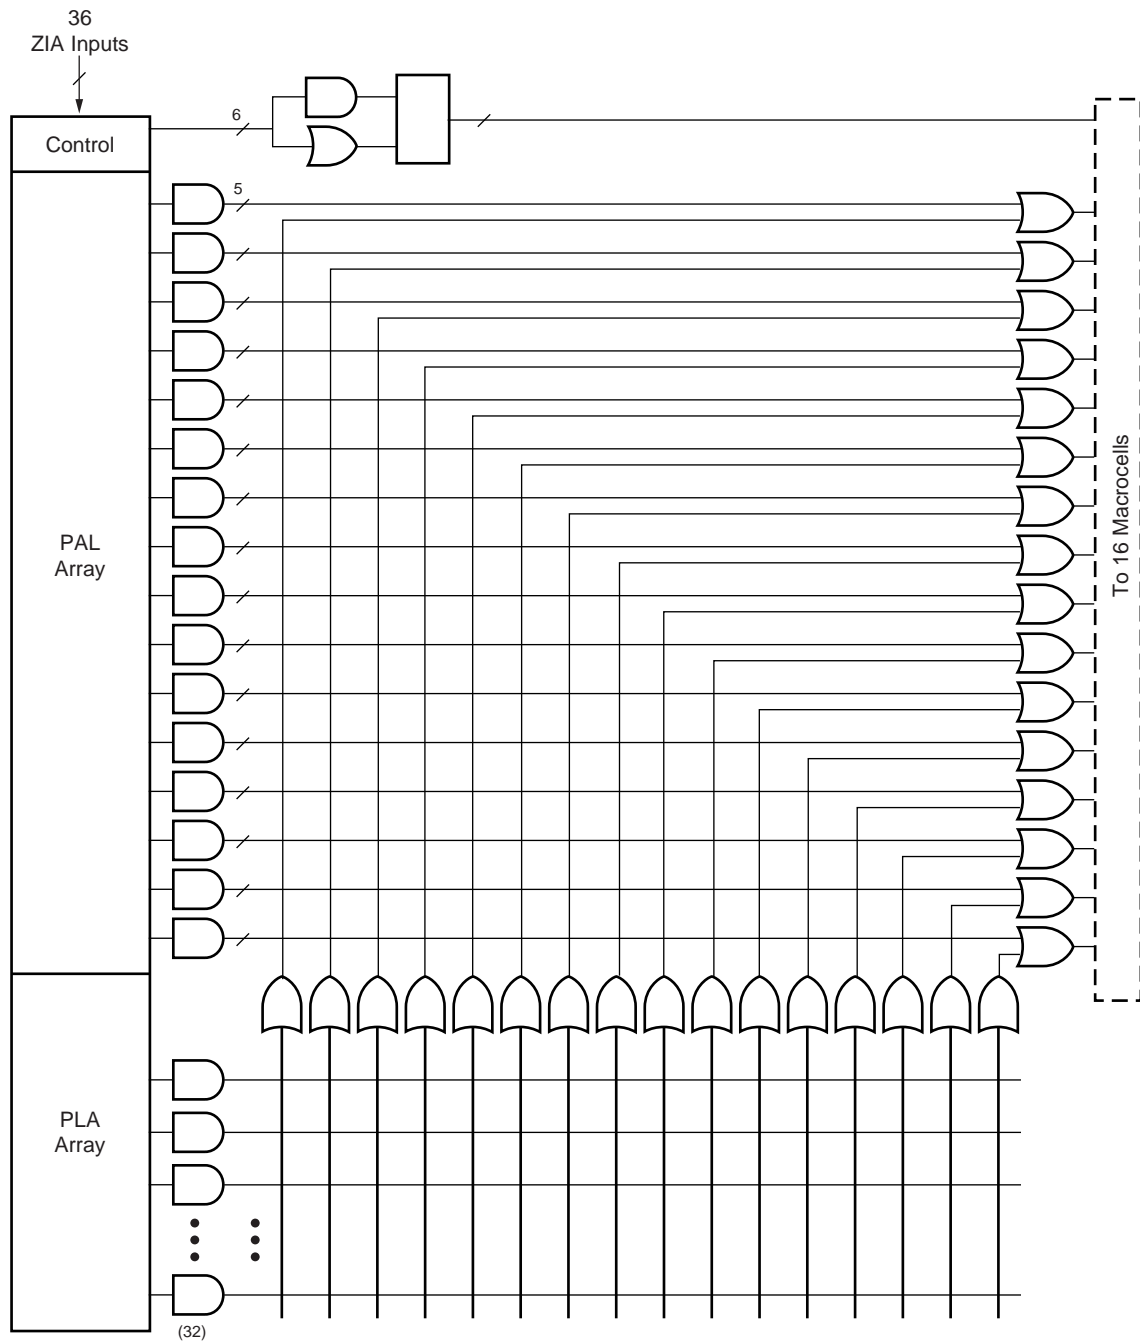 36
ZIA Inputs
6
Control
5
PAL
Array
To 16 Macrocells
PLA
Array
(32)